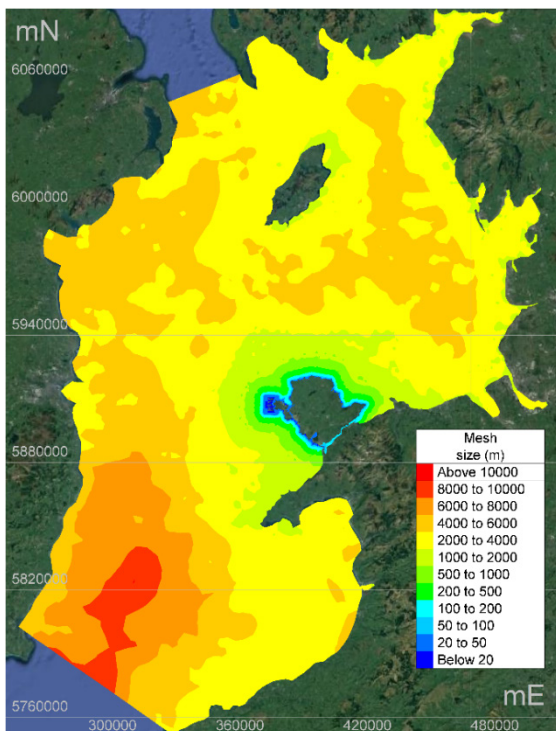 mN
6060000
6000000
5940000
5880000
5820000
5760000
300000 360000 420000 480000
mE
Mesh
size (m)
Above 10000
8000 to 10000
6000 to 8000
4000 to 6000
2000 to 4000
1000 to 2000
500 to 1000
200 to 500
100 to 200
50 to 100
20 to 50
Below 20